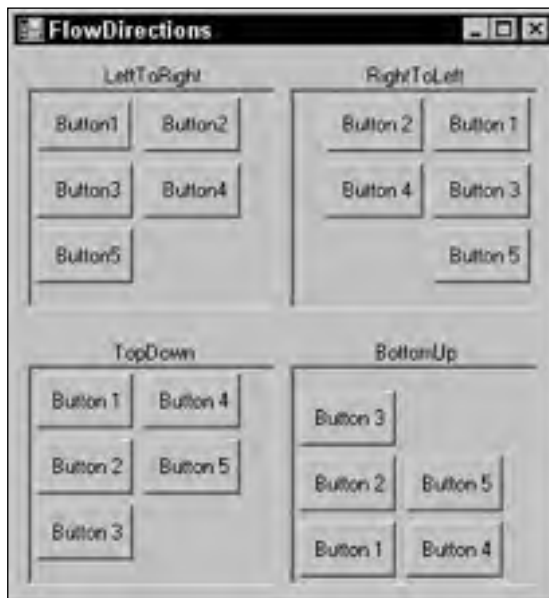 FlowDirections
LeftToRight
Button1 Button2
Button3 Button4
Button5
RightToLeft
Button 2 Button 1
Button 4 Button 3
Button 5
TopDown
Button 1 Button 4
Button 2 Button 5
Button 3
BottomUp
Button 3
Button 2 Button 5
Button 1 Button 4